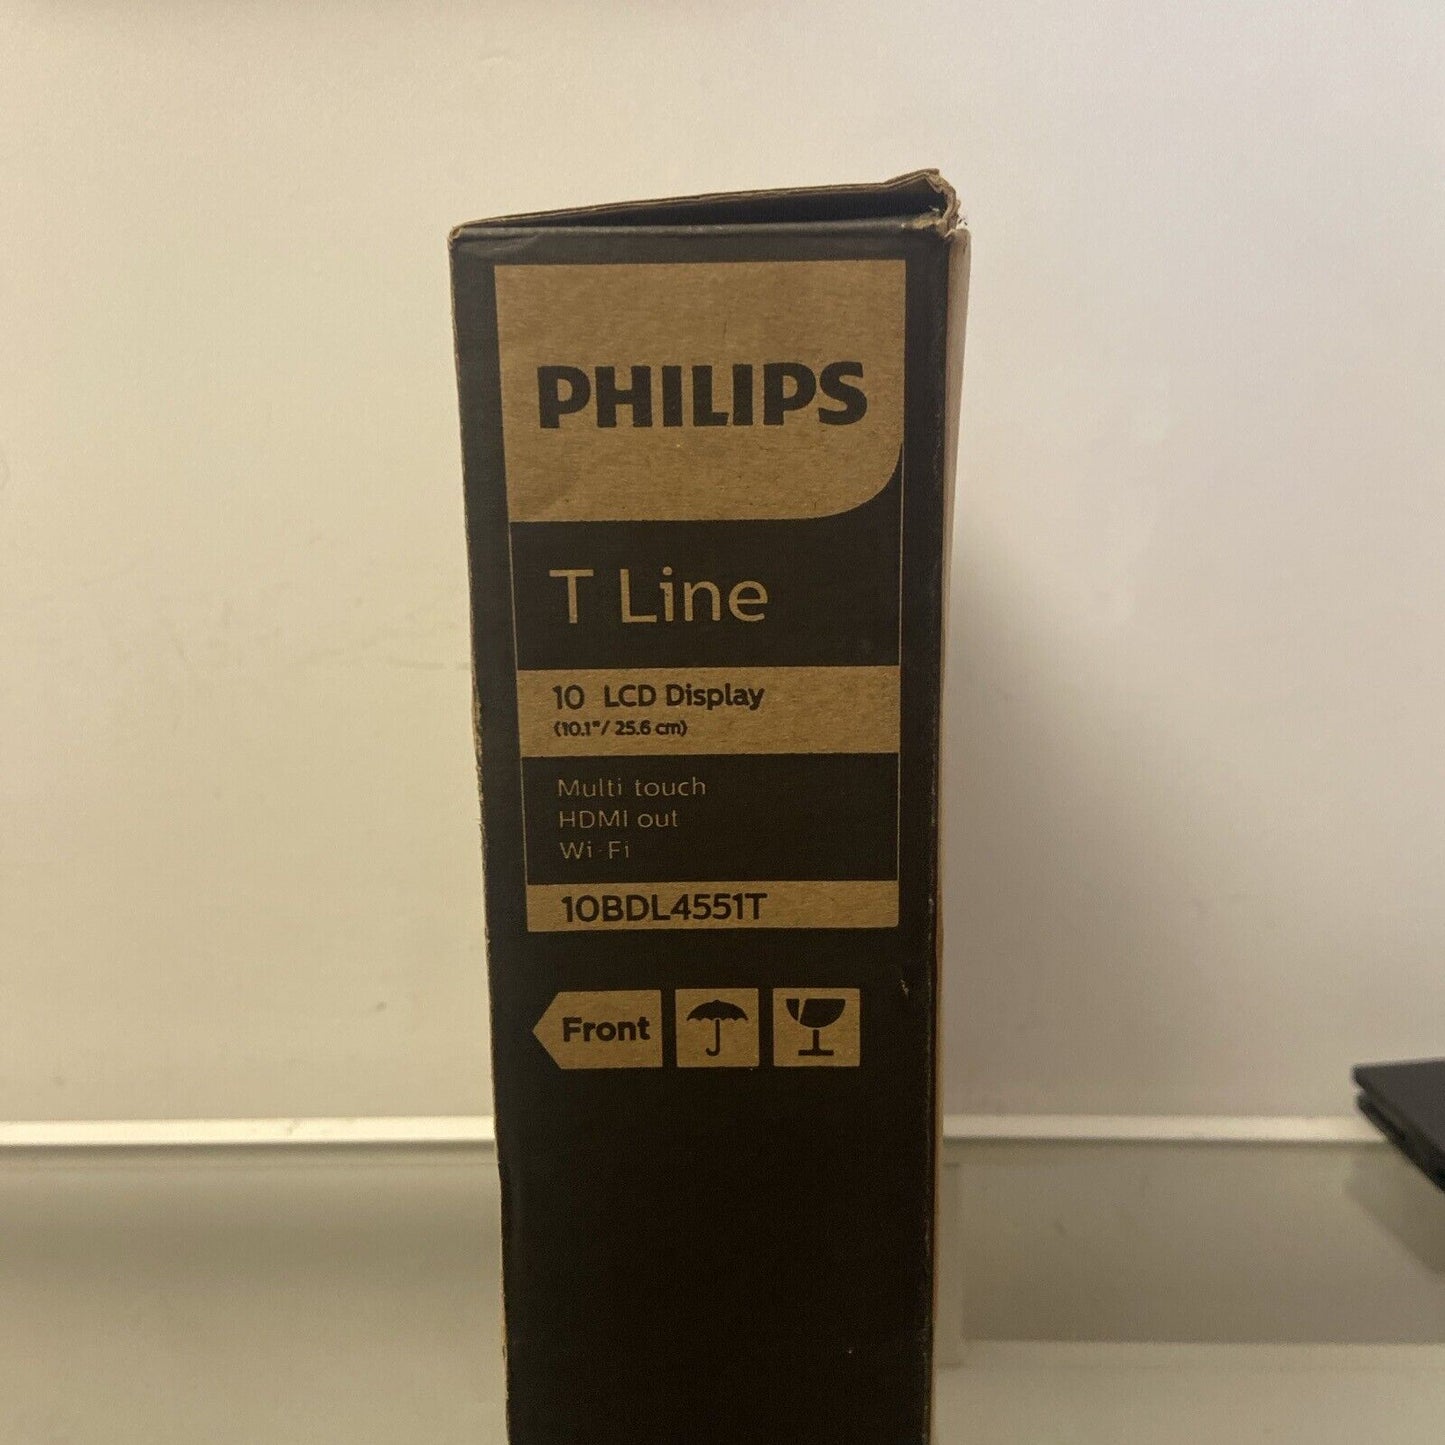 PHILIPS
T Line
10 LCD Display
(10.1"/ 25.6 cm)
Multi touch
HDMI out
Wi-Fi
10BDL4551T
Front